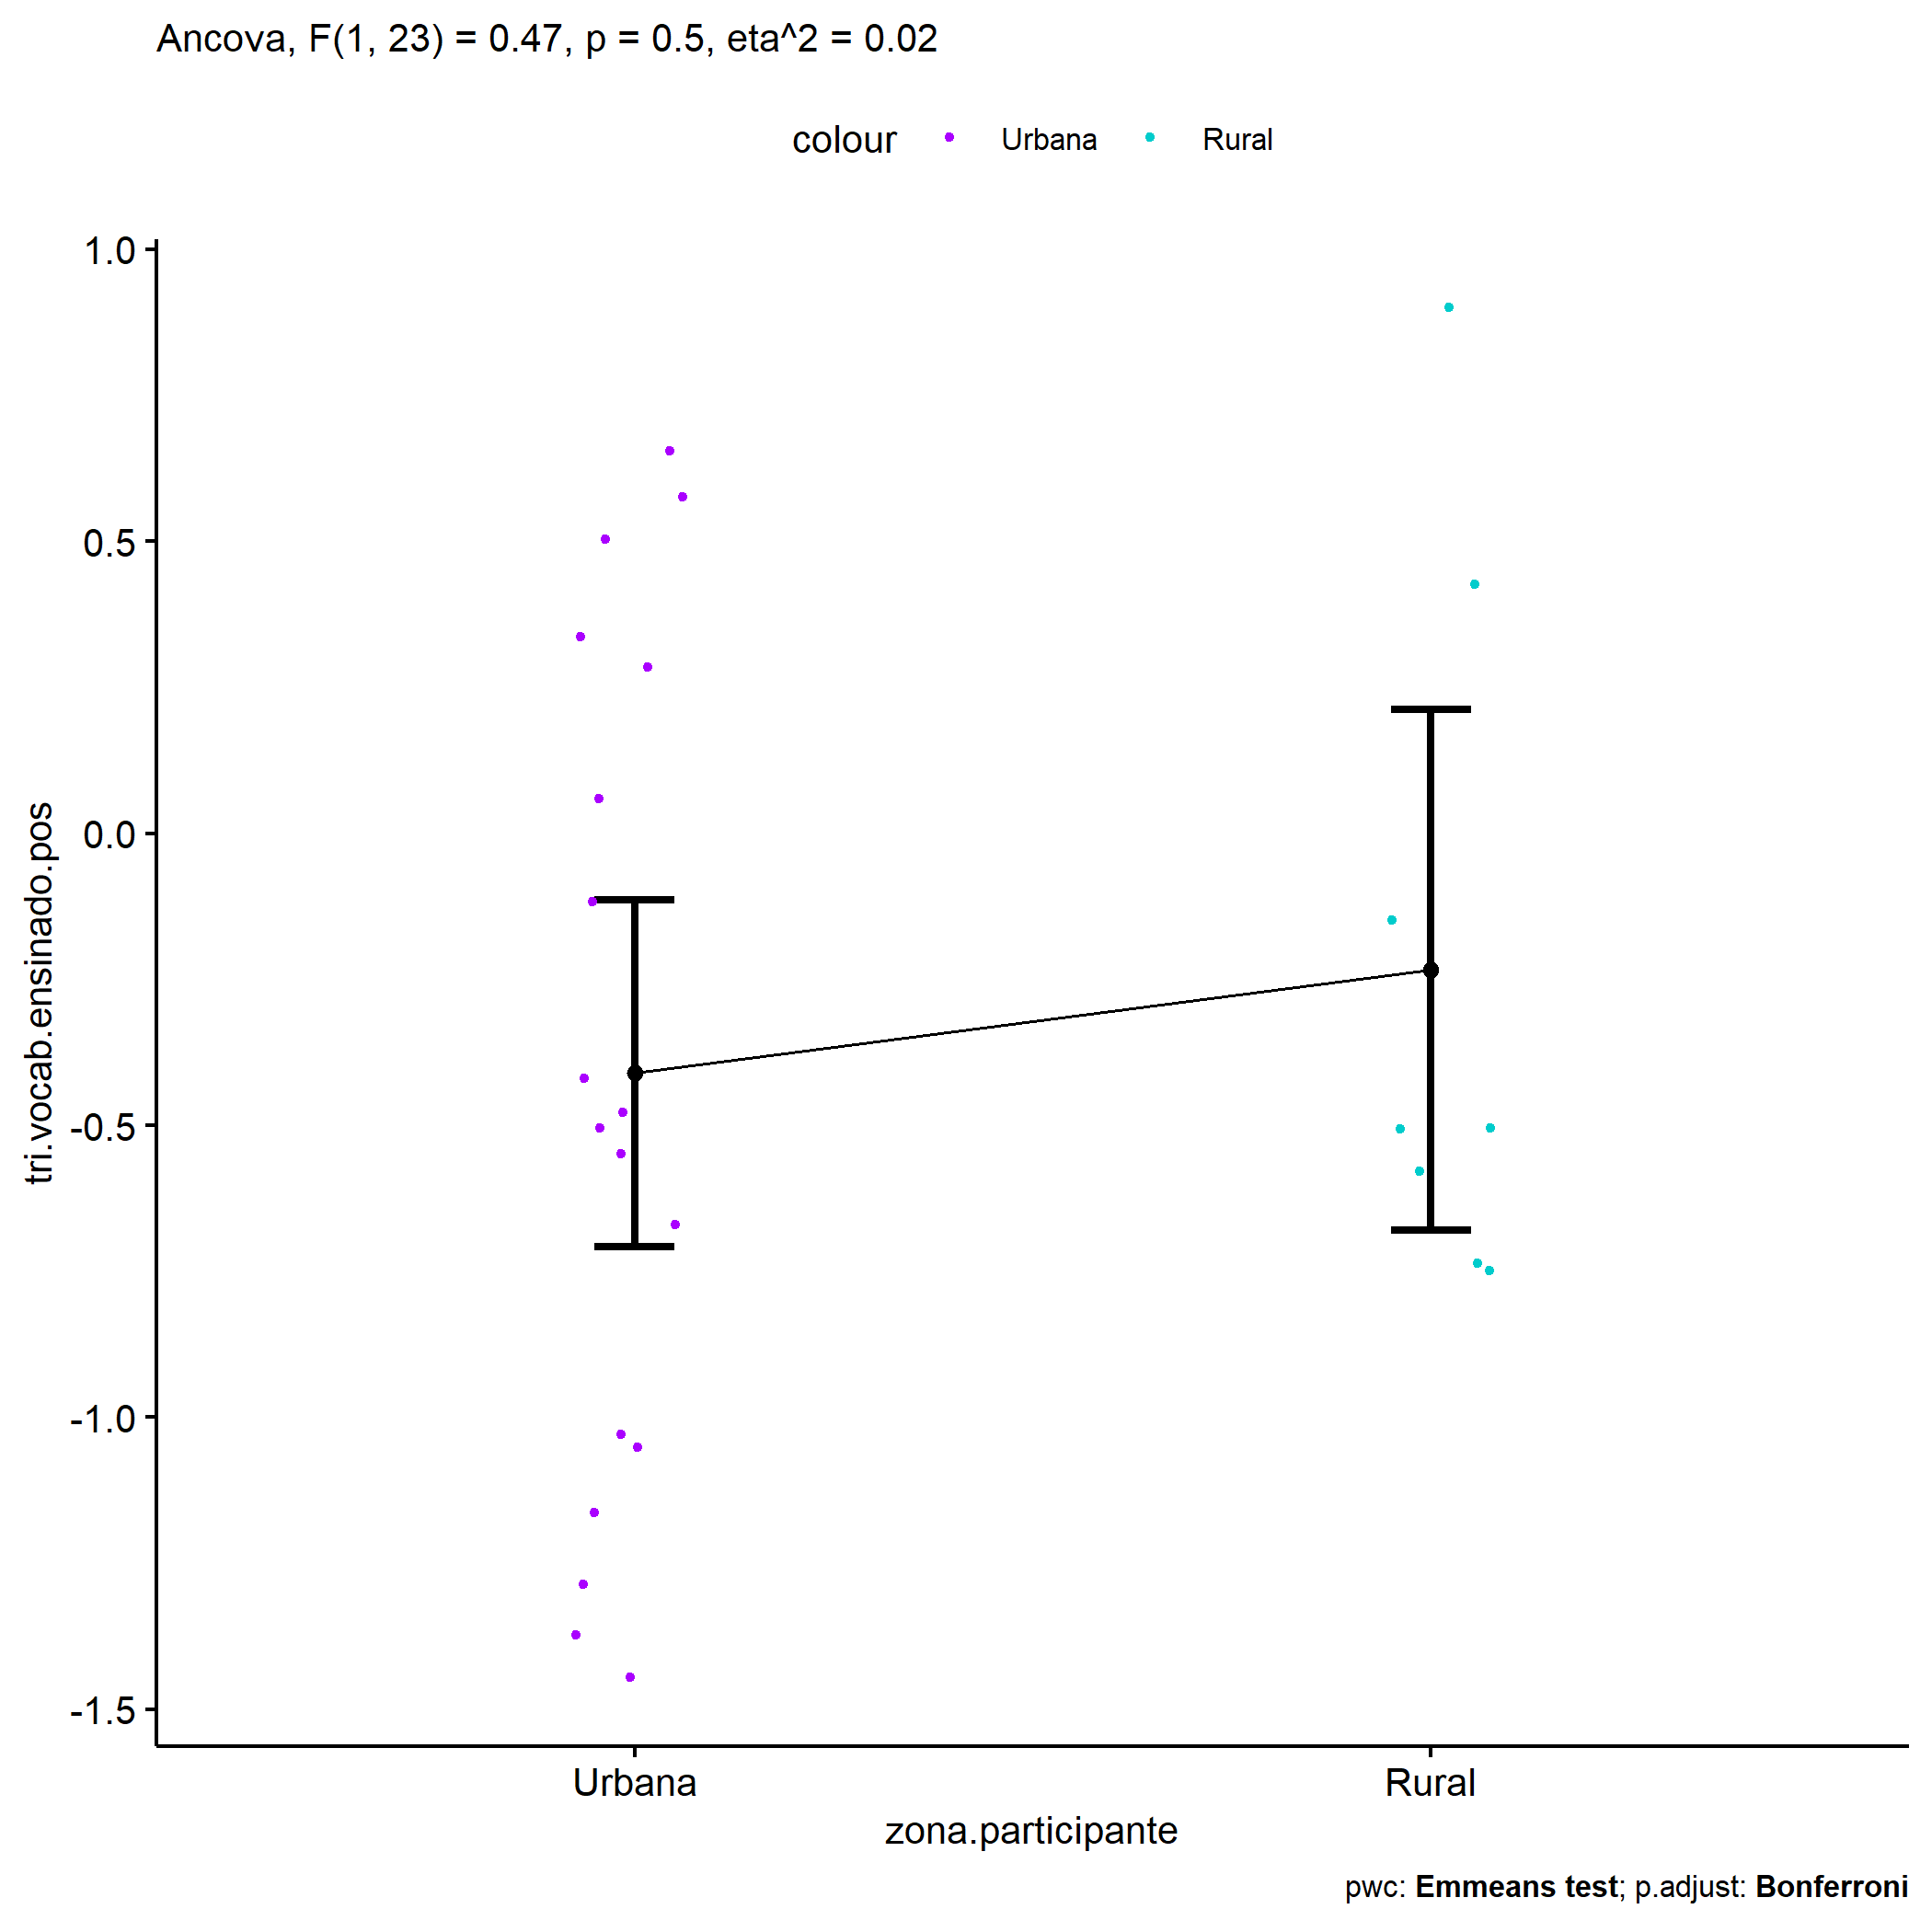 Ancova, F(1, 23) = 0.47, p = 0.5, eta^2 = 0.02
colour Urbana Rural
1.0
0.5
0.0
-0.5
-1.0
-1.5
tri.vocab.ensinado.pos
Urbana Rural
zona.participante
pwc: Emmeans test; p.adjust: Bonferroni